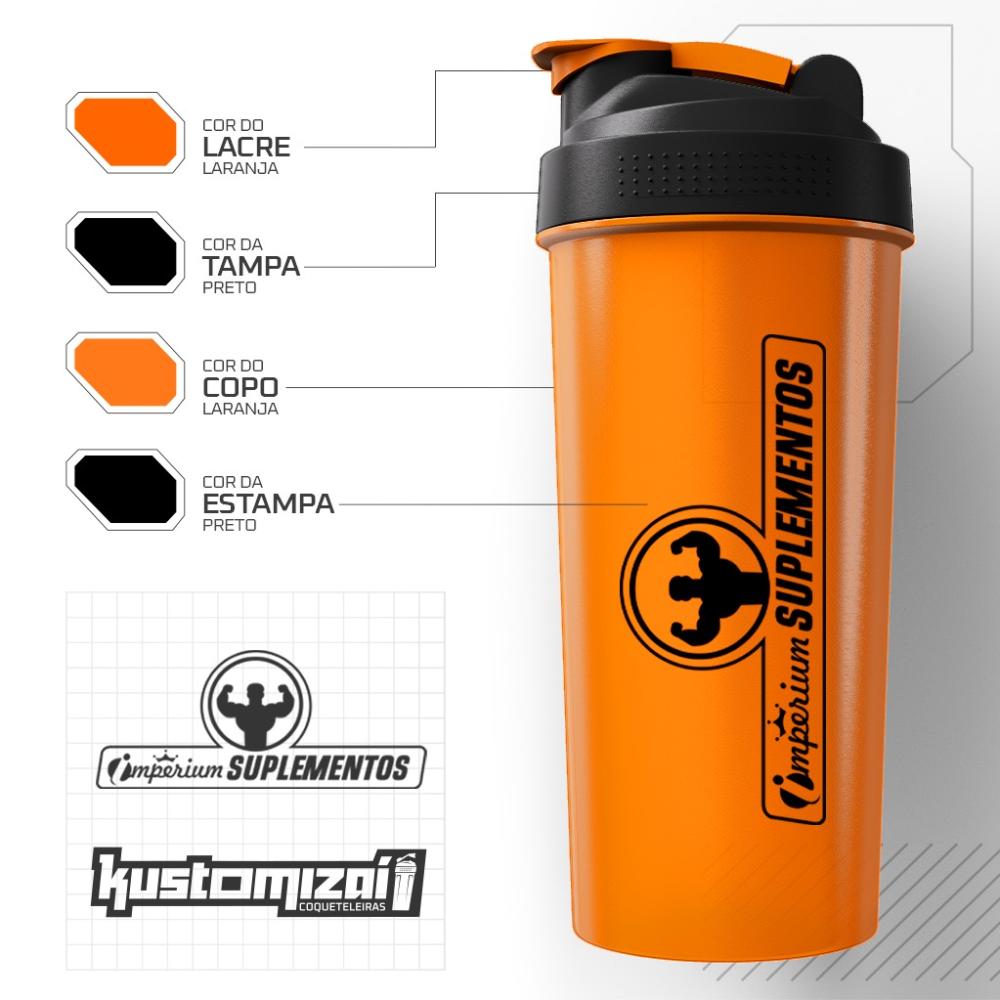 COR DO
LACRE
LARANJA
COR DA
TAMPA
PRETO
COR DO
COPO
LARANJA
COR DA
ESTAMPA
PRETO
imperium SUPLEMENTOS
kustomizaí
COQUETELEIRAS
imperium SUPLEMENTOS